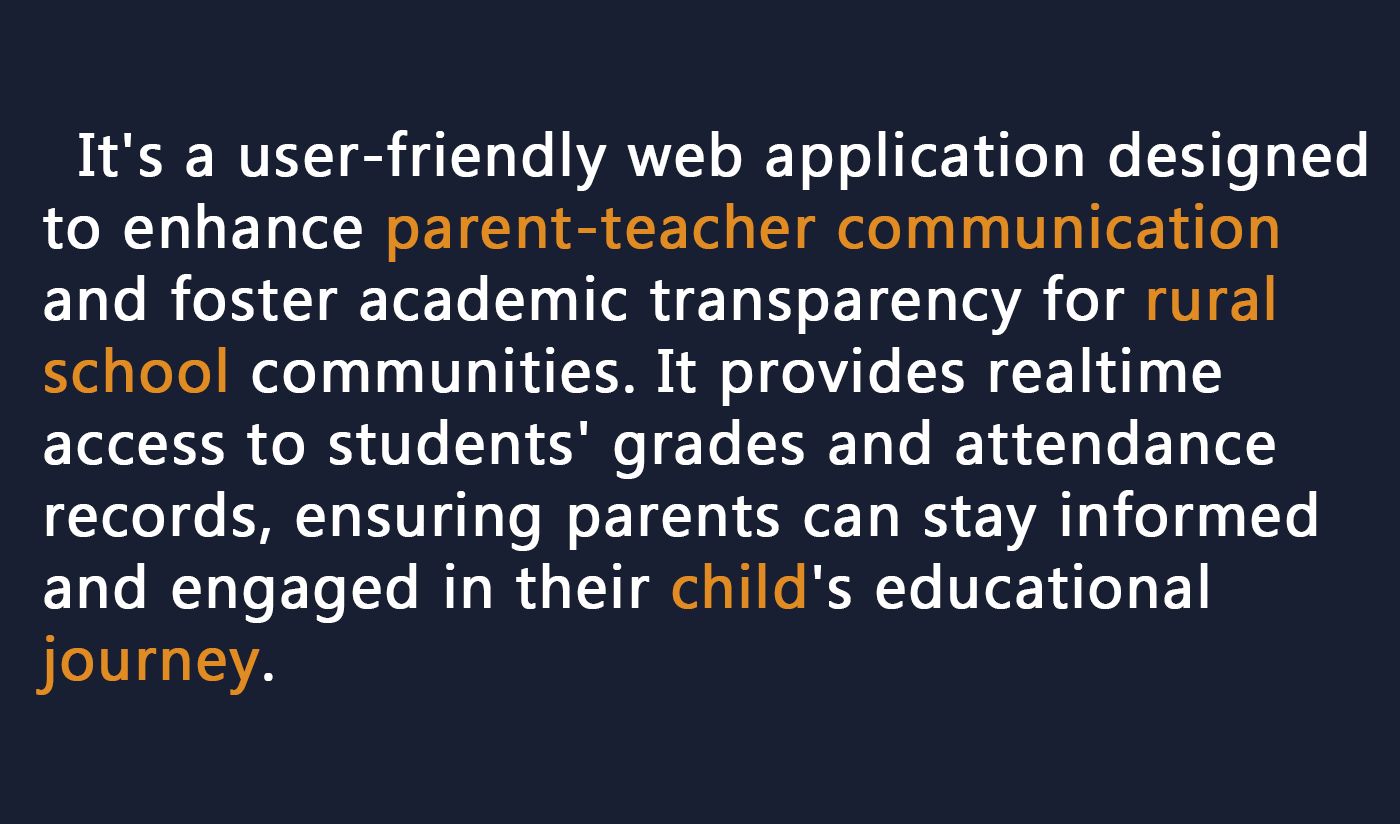 It's a user-friendly web application designed
to enhance parent-teacher communication
and foster academic transparency for rural
school communities. It provides realtime
access to students' grades and attendance
records, ensuring parents can stay informed
and engaged in their child's educational
journey.